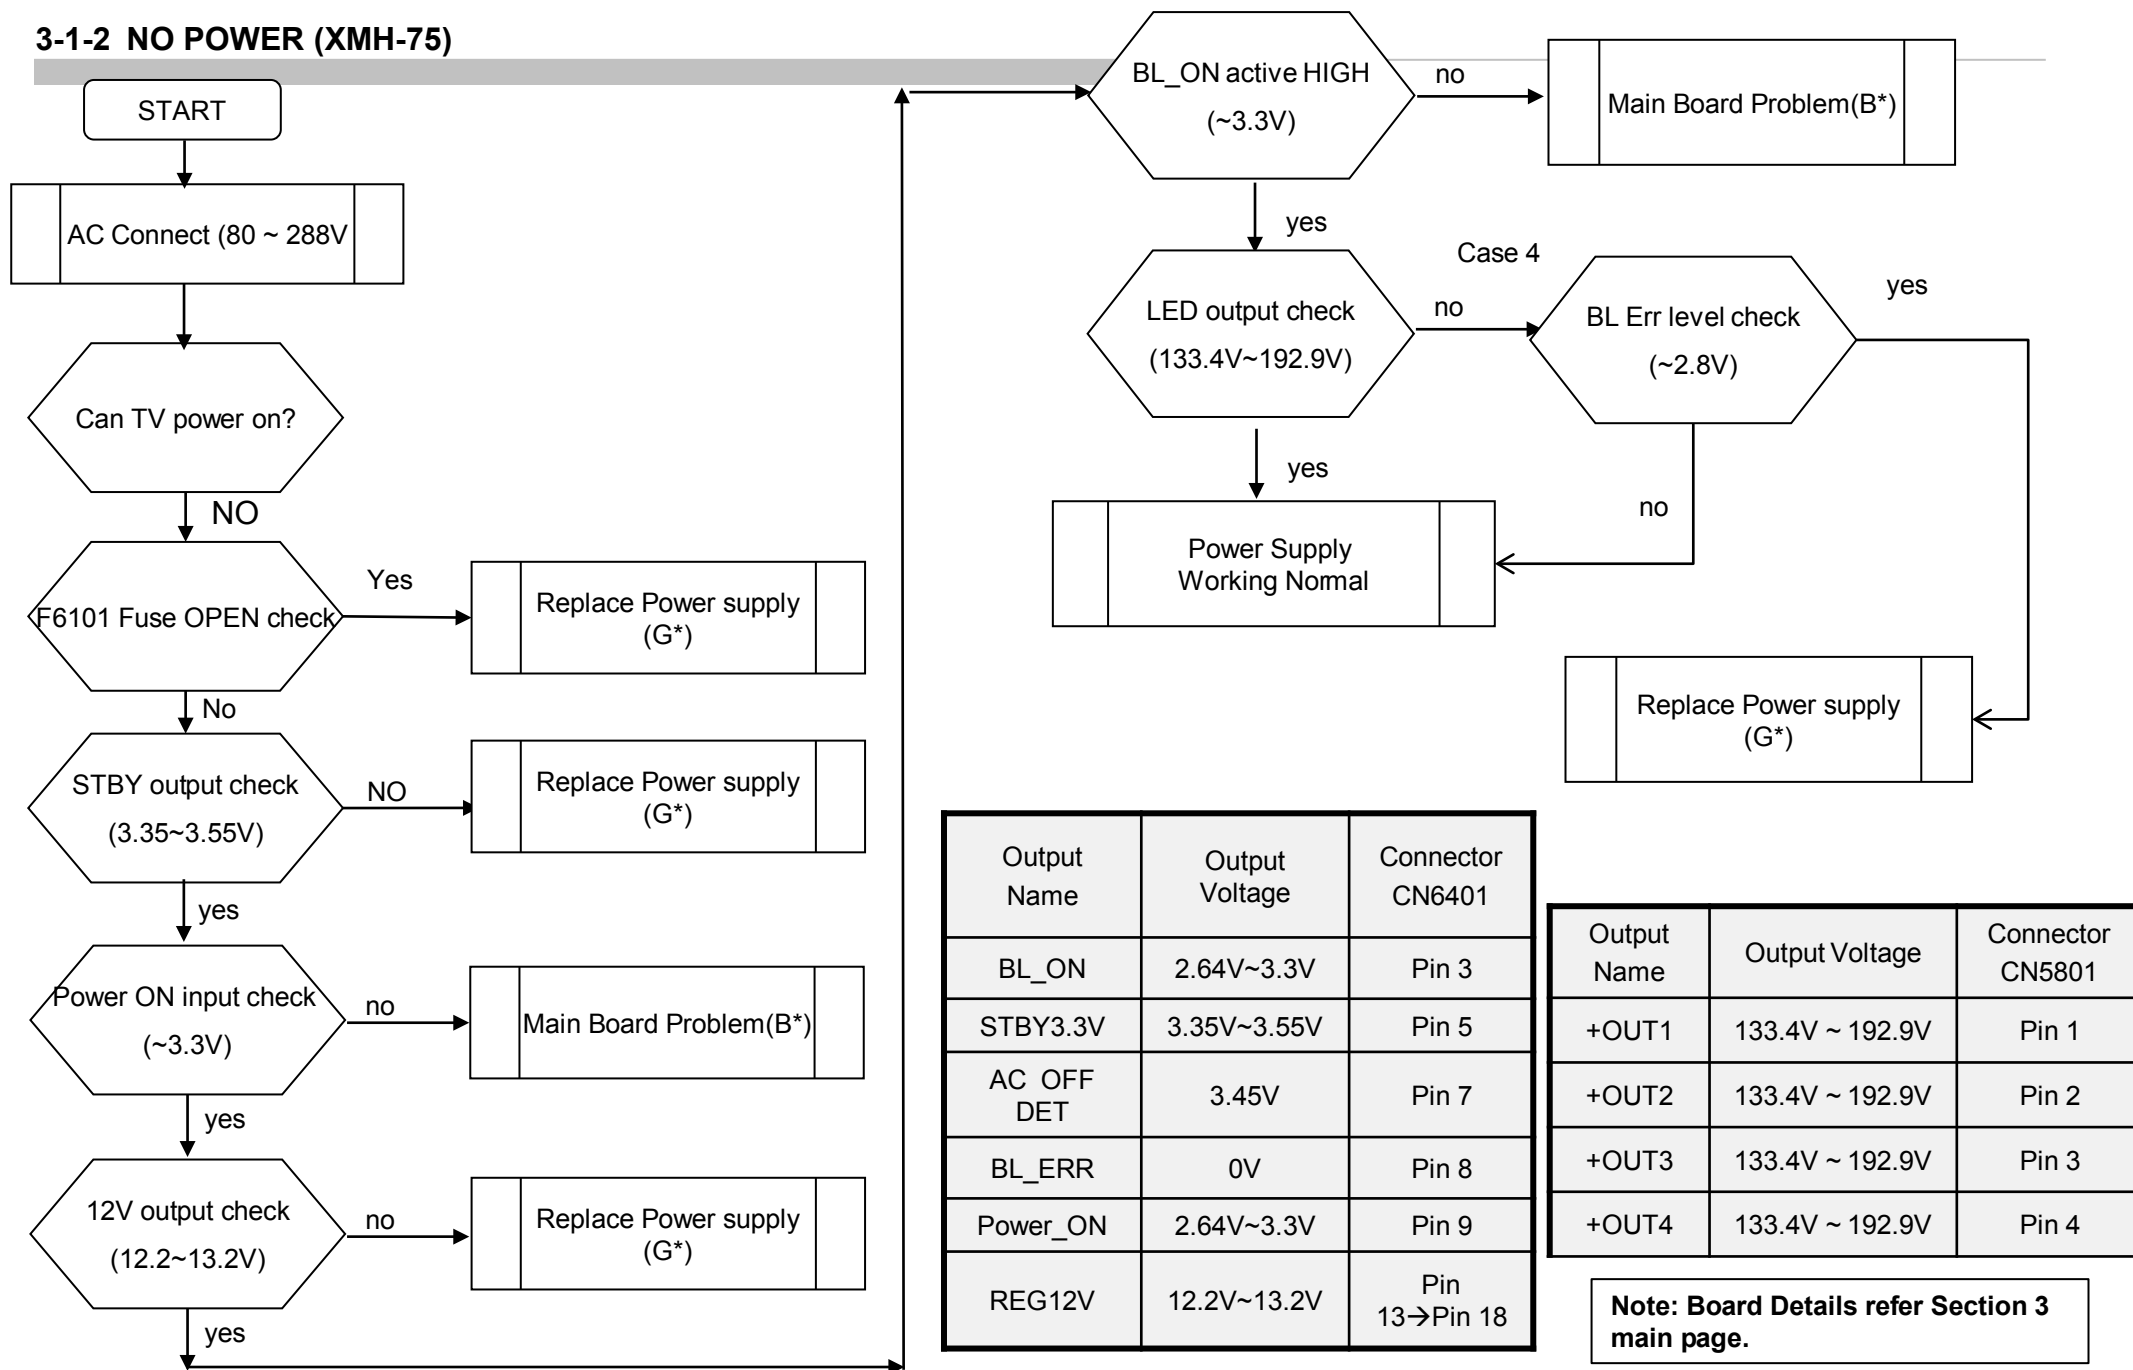 3-1-2 NO POWER (XMH-75)
START
AC Connect (80 ~ 288V
Can TV power on?
NO
F6101 Fuse OPEN check
Yes
Replace Power supply
(G*)
No
STBY output check
(3.35~3.55V)
NO
Replace Power supply
(G*)
yes
Power ON input check
(~3.3V)
no
Main Board Problem(B*)
yes
12V output check
(12.2~13.2V)
no
Replace Power supply
(G*)
yes
BL_ON active HIGH
(~3.3V)
no
Main Board Problem(B*)
yes
LED output check
(133.4V~192.9V)
Case 4
no
BL Err level check
(~2.8V)
yes
yes
no
Power Supply
Working Normal
Replace Power supply
(G*)
Output Name Output Voltage Connector CN6401
BL_ON 2.64V~3.3V Pin 3
STBY3.3V 3.35V~3.55V Pin 5
AC OFF DET 3.45V Pin 7
BL_ERR 0V Pin 8
Power_ON 2.64V~3.3V Pin 9
REG12V 12.2V~13.2V Pin 13→Pin 18
Output Name Output Voltage Connector CN5801
+OUT1 133.4V ~ 192.9V Pin 1
+OUT2 133.4V ~ 192.9V Pin 2
+OUT3 133.4V ~ 192.9V Pin 3
+OUT4 133.4V ~ 192.9V Pin 4
Note: Board Details refer Section 3
main page.